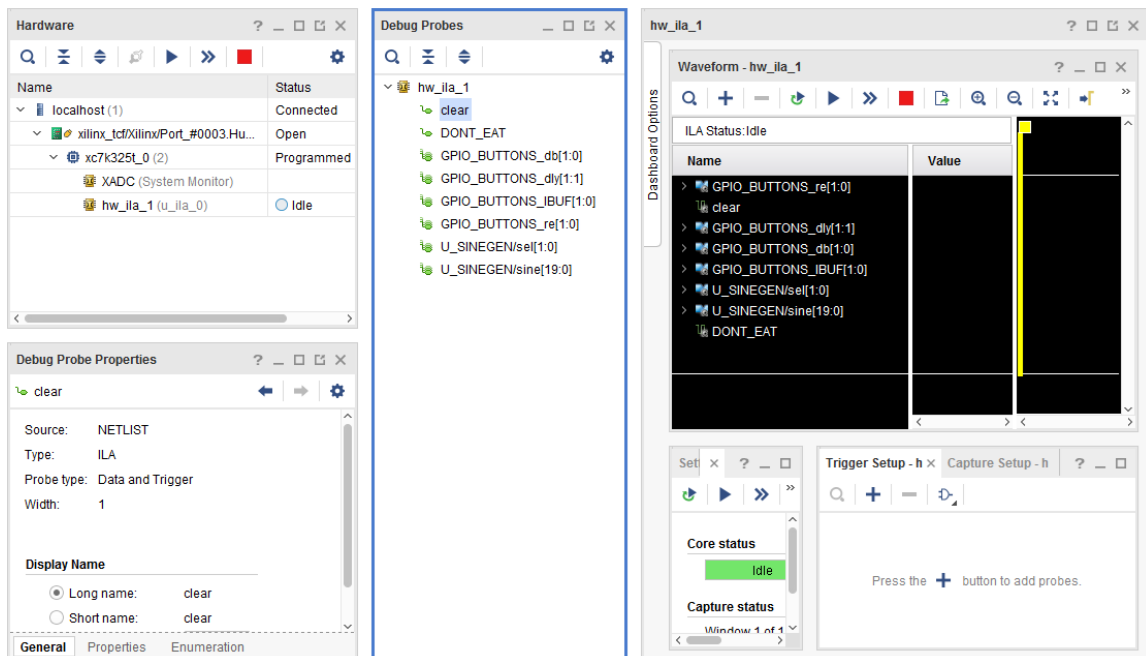 Hardware
Name Status
localhost (1) Connected
xilinx_tcf/Xilinx/Port_#0003.Hu... Open
xc7k325t_0 (2) Programmed
XADC (System Monitor)
hw_ila_1 (u_ila_0) Idle
Debug Probe Properties
clear
Source: NETLIST
Type: ILA
Probe type: Data and Trigger
Width: 1
Display Name
Long name: clear
Short name: clear
General Properties Enumeration
Debug Probes
hw_ila_1
clear
DONT_EAT
GPIO_BUTTONS_db[1:0]
GPIO_BUTTONS_dly[1:1]
GPIO_BUTTONS_IBUF[1:0]
GPIO_BUTTONS_re[1:0]
U_SINEGEN/sel[1:0]
U_SINEGEN/sine[19:0]
hw_ila_1
Dashboard Options
Waveform - hw_ila_1
ILA Status:Idle
Name Value
GPIO_BUTTONS_re[1:0]
clear
GPIO_BUTTONS_dly[1:1]
GPIO_BUTTONS_db[1:0]
GPIO_BUTTONS_IBUF[1:0]
U_SINEGEN/sel[1:0]
U_SINEGEN/sine[19:0]
DONT_EAT
Core status
Idle
Capture status
Window 1 of 1
Trigger Setup - h Capture Setup - h
Press the + button to add probes.